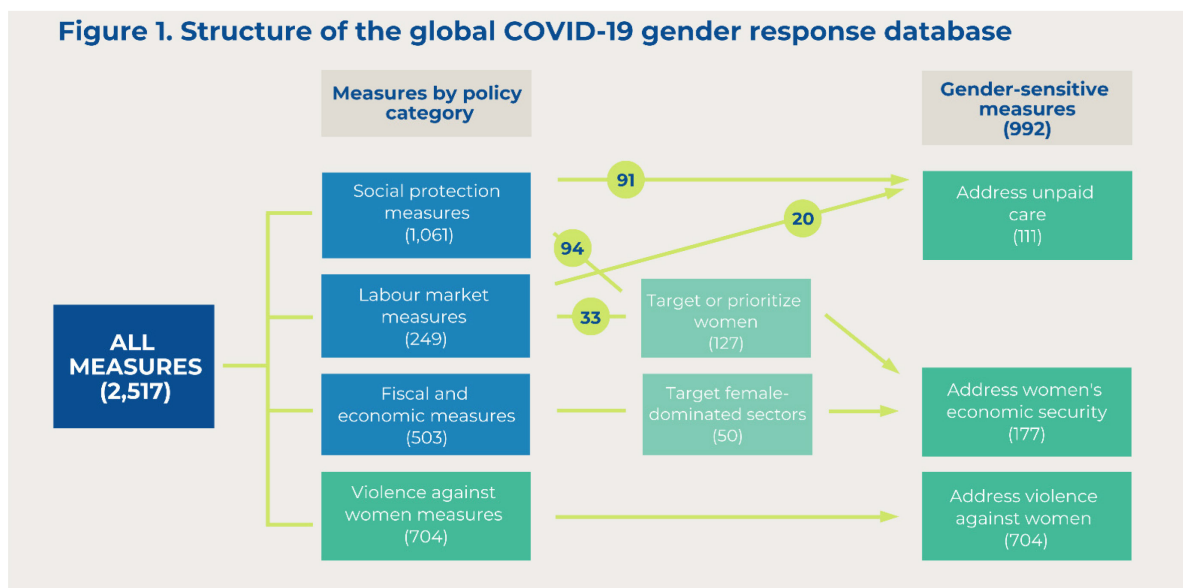 Figure 1. Structure of the global COVID-19 gender response database
Measures by policy
category
Gender-sensitive
measures
(992)
Social protection
measures
(1,061)
91
Address unpaid
care
(111)
20
94
Labour market
measures
(249)
33
Target or prioritize
women
(127)
ALL
MEASURES
(2,517)
Fiscal and
economic measures
(503)
Target female-
dominated sectors
(50)
Address women's
economic security
(177)
Violence against
women measures
(704)
Address violence
against women
(704)